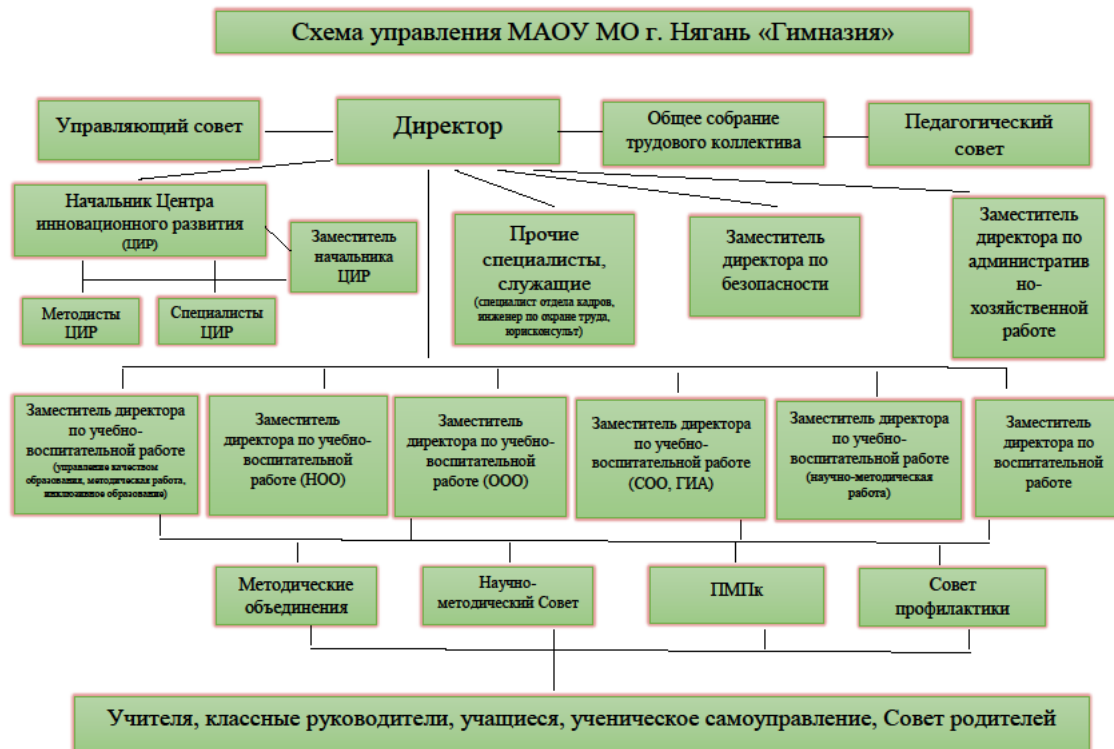 Схема управления МАОУ МО г. Нягань «Гимназия»
Управляющий совет
Директор
Общее собрание
трудового коллектива
Педагогический
совет
Начальник Центра
инновационного развития
(ЦИР)
Заместитель
начальника
ЦИР
Методисты
ЦИР
Специалисты
ЦИР
Прочие
специалисты,
служащие
(специалист отдела кадров,
инженер по охране труда,
юрисконсульт)
Заместитель
директора по
безопасности
Заместитель
директора по
административ
но-
хозяйственной
работе
Заместитель директора
по учебно-
воспитательной работе
(управление качеством
образования, методическая работа,
инклюзивное образование)
Заместитель
директора по учебно-
воспитательной
работе (НОО)
Заместитель
директора по учебно-
воспитательной
работе (ООО)
Заместитель
директора по учебно-
воспитательной работе
(СОО, ГИА)
Заместитель директора
по учебно-
воспитательной работе
(научно-методическая
работа)
Заместитель
директора по
воспитательной
работе
Методические
объединения
Научно-
методический Совет
ПМПк
Совет
профилактики
Учителя, классные руководители, учащиеся, ученическое самоуправление, Совет родителей